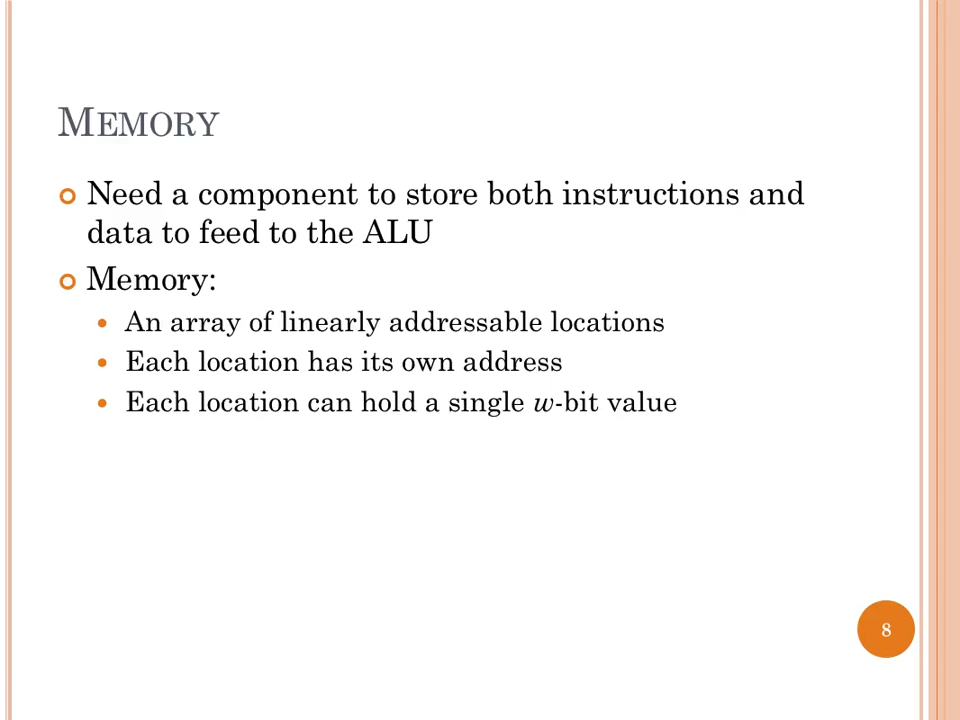 MEMORY
Need a component to store both instructions and
data to feed to the ALU
Memory:
An array of linearly addressable locations
Each location has its own address
Each location can hold a single w-bit value
8